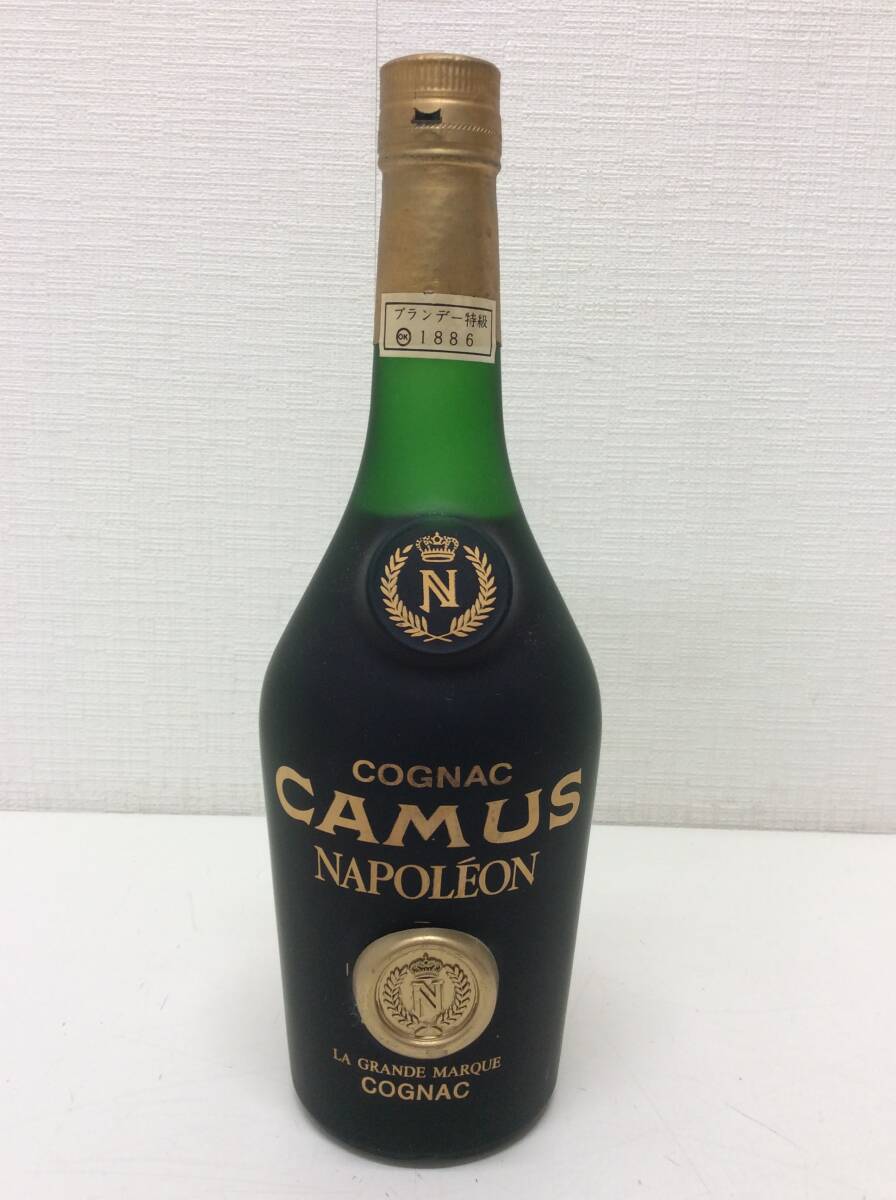 ブランデー特級
OK 1886
N
COGNAC
CAMUS
NAPOLÉON
N
LA GRANDE MARQUE
COGNAC